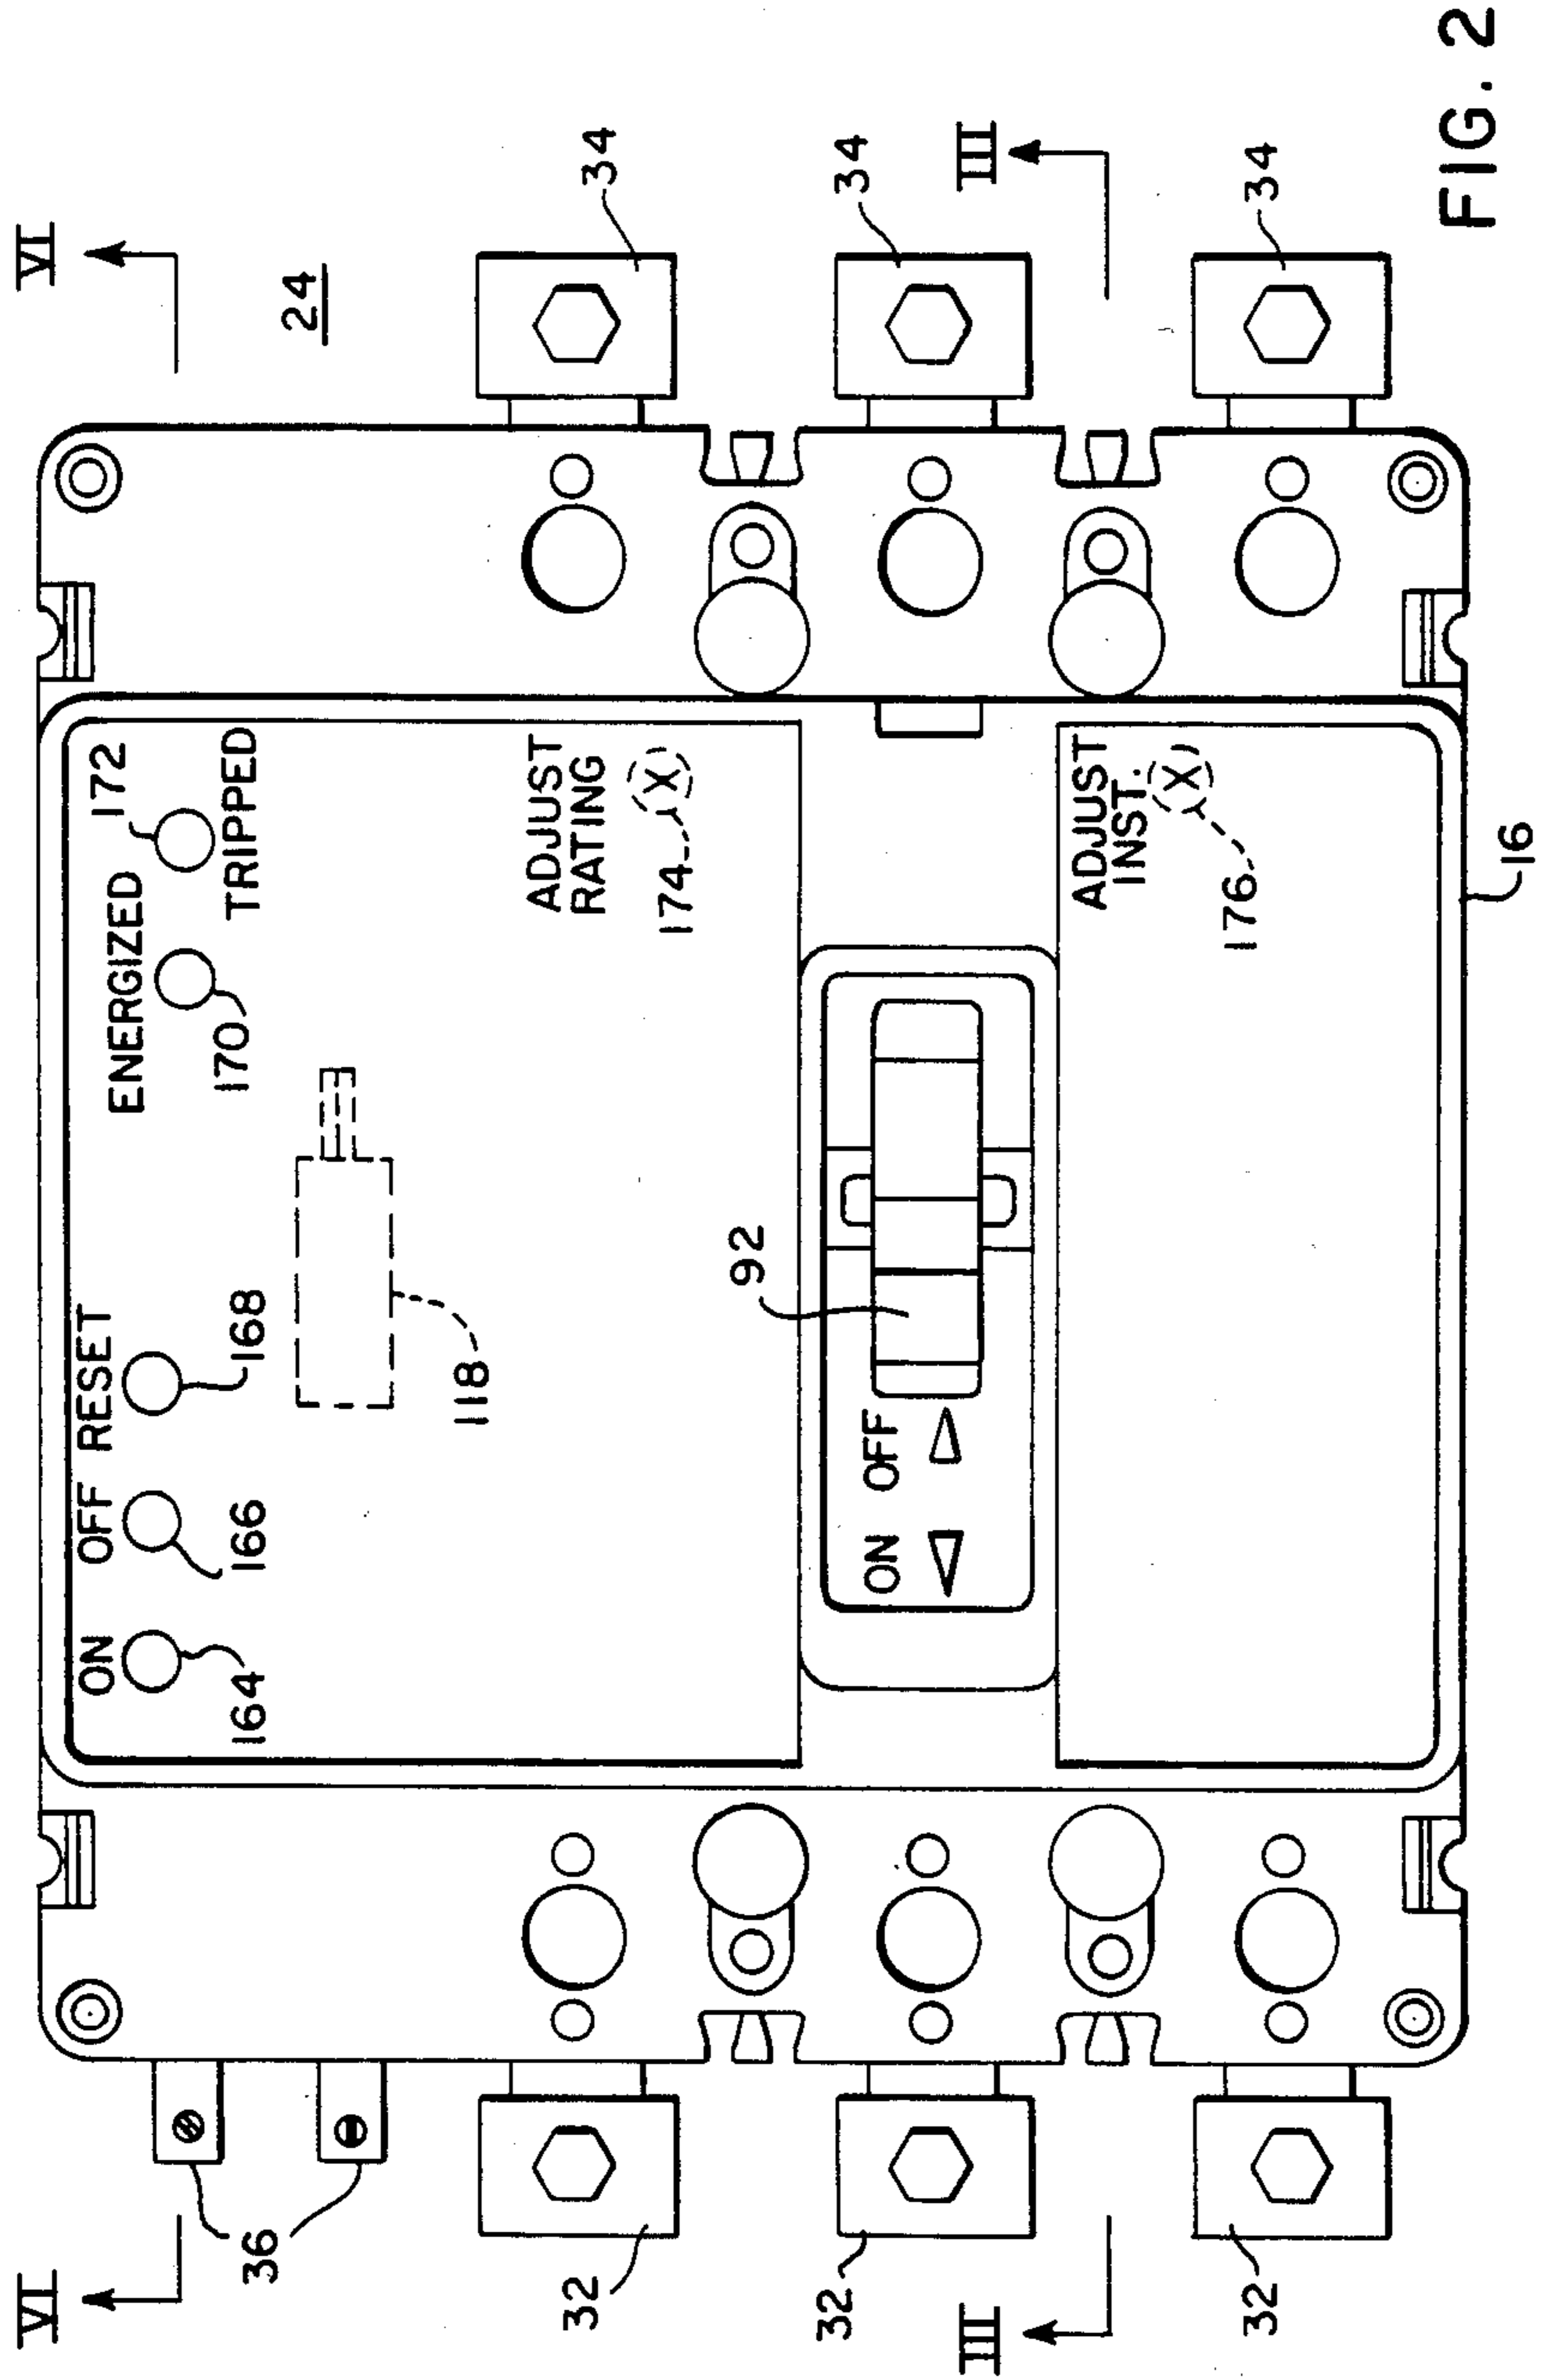 VI
VI
ON OFF RESET
172
ENERGIZED
164 166 168 170
TRIPPED
36
24
118
32
ADJUST
RATING
34
174
(X)
92
32
34
ON OFF
III
III
ADJUST
INST.
(X)
176
32
34
16
FIG. 2